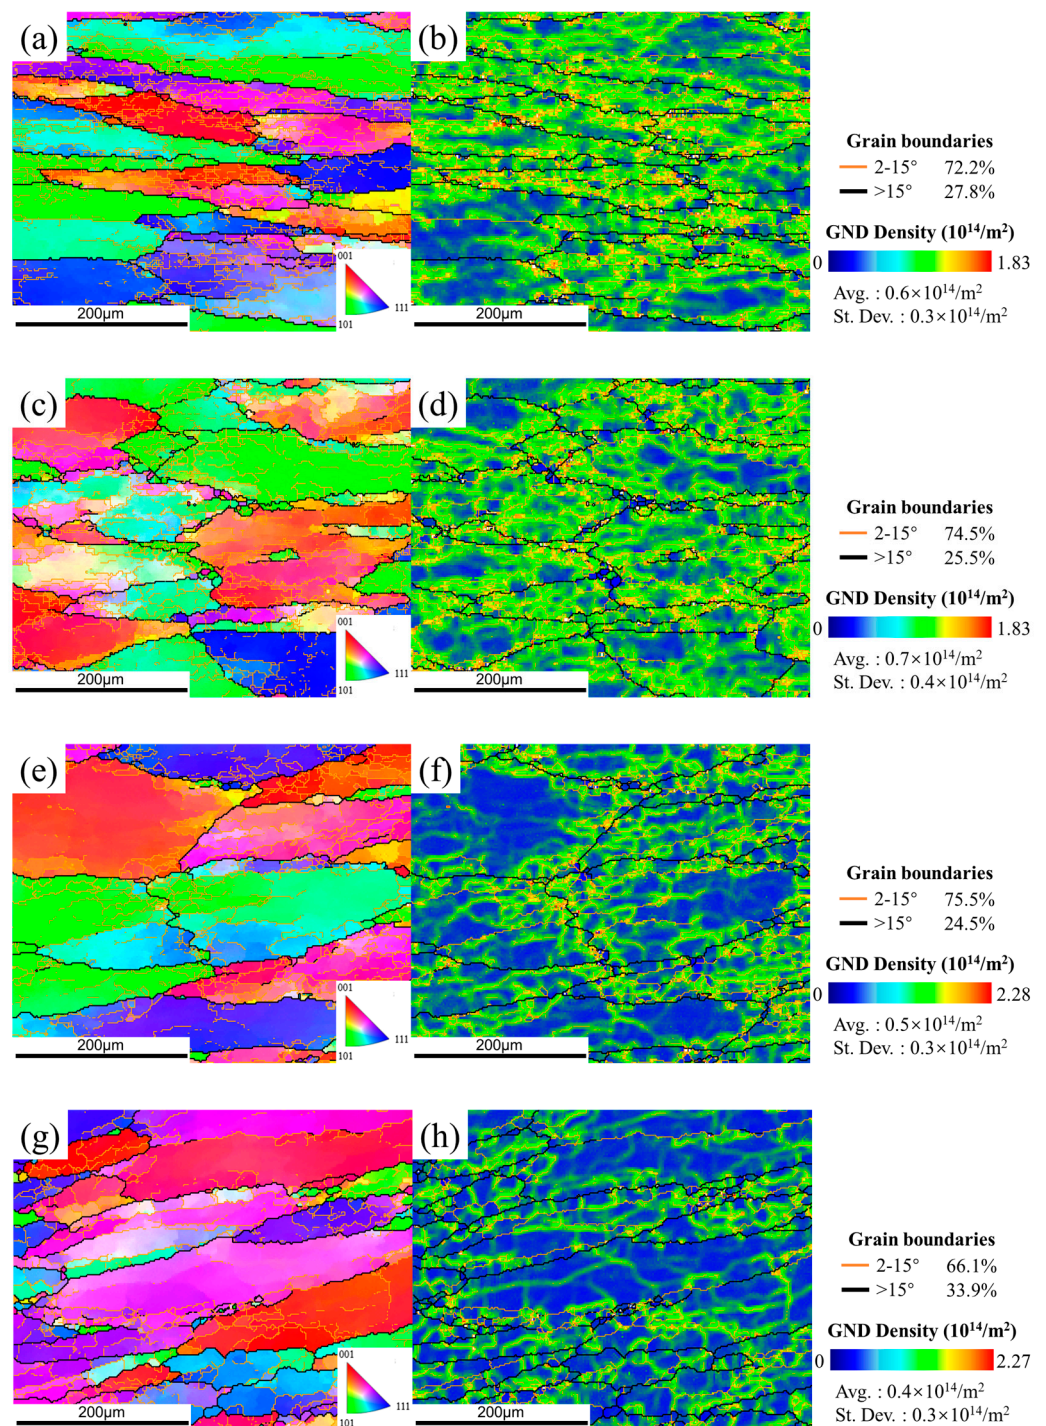 (a)
(b)
001
101
111
200µm
200µm
Grain boundaries
2-15° 72.2%
>15° 27.8%
GND Density (10¹⁴/m²)
0 1.83
Avg. : 0.6×10¹⁴/m²
St. Dev. : 0.3×10¹⁴/m²
(c)
(d)
001
101
111
200µm
200µm
Grain boundaries
2-15° 74.5%
>15° 25.5%
GND Density (10¹⁴/m²)
0 1.83
Avg. : 0.7×10¹⁴/m²
St. Dev. : 0.4×10¹⁴/m²
(e)
(f)
001
101
111
200µm
200µm
Grain boundaries
2-15° 75.5%
>15° 24.5%
GND Density (10¹⁴/m²)
0 2.28
Avg. : 0.5×10¹⁴/m²
St. Dev. : 0.3×10¹⁴/m²
(g)
(h)
001
101
111
200µm
200µm
Grain boundaries
2-15° 66.1%
>15° 33.9%
GND Density (10¹⁴/m²)
0 2.27
Avg. : 0.4×10¹⁴/m²
St. Dev. : 0.3×10¹⁴/m²